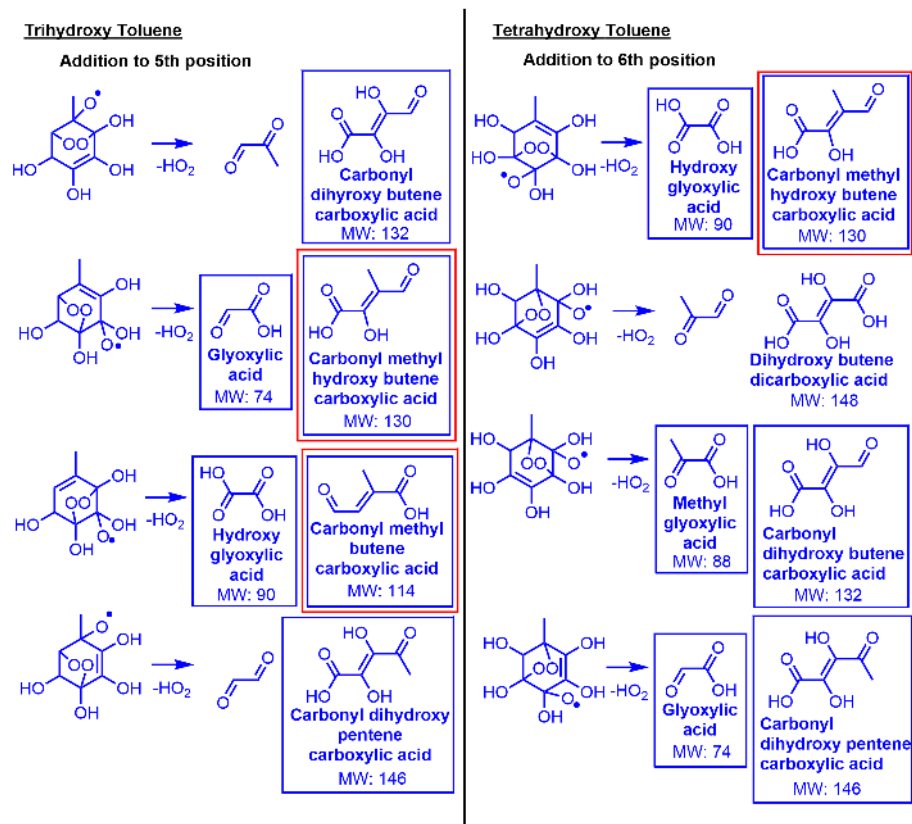 Trihydroxy Toluene
Addition to 5th position
-HO2
Carbonyl
dihyroxy butene
carboxylic acid
MW: 132
-HO2
Glyoxylic
acid
MW: 74
Carbonyl methyl
hydroxy butene
carboxylic acid
MW: 130
-HO2
Hydroxy
glyoxylic
acid
MW: 90
Carbonyl methyl
butene
carboxylic acid
MW: 114
-HO2
Carbonyl dihydroxy
pentene
carboxylic acid
MW: 146
Tetrahydroxy Toluene
Addition to 6th position
-HO2
Hydroxy
glyoxylic
acid
MW: 90
Carbonyl methyl
hydroxy butene
carboxylic acid
MW: 130
-HO2
Dihydroxy butene
dicarboxylic acid
MW: 148
-HO2
Methyl
glyoxylic
acid
MW: 88
Carbonyl
dihydroxy butene
carboxylic acid
MW: 132
-HO2
Glyoxylic
acid
MW: 74
Carbonyl
dihydroxy pentene
carboxylic acid
MW: 146